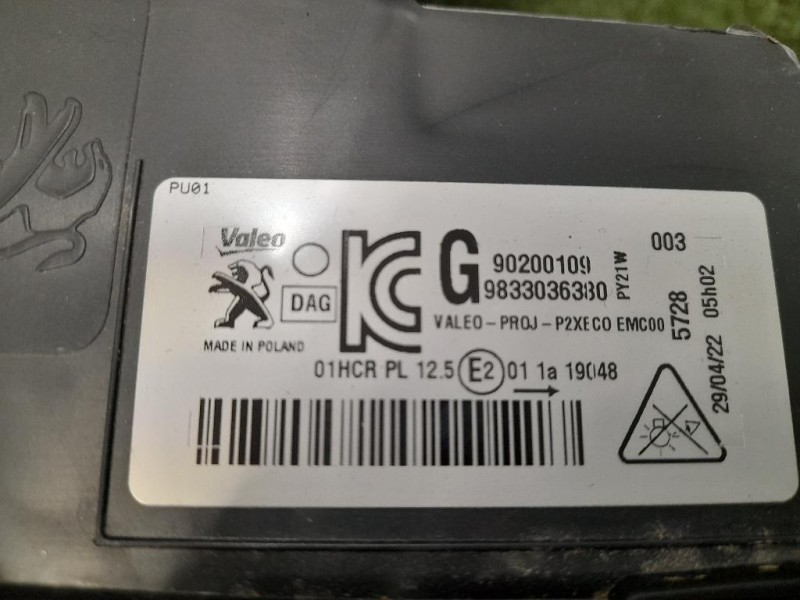 PU01
Valeo
DAG
MADE IN POLAND
KC
G
90200109
9833036380
PY21W
003
VALEO-PROJ-P2XECO EMC00
5728
29/04/22 05h02
01HCR PL 12.5 E2 01 1a 19048